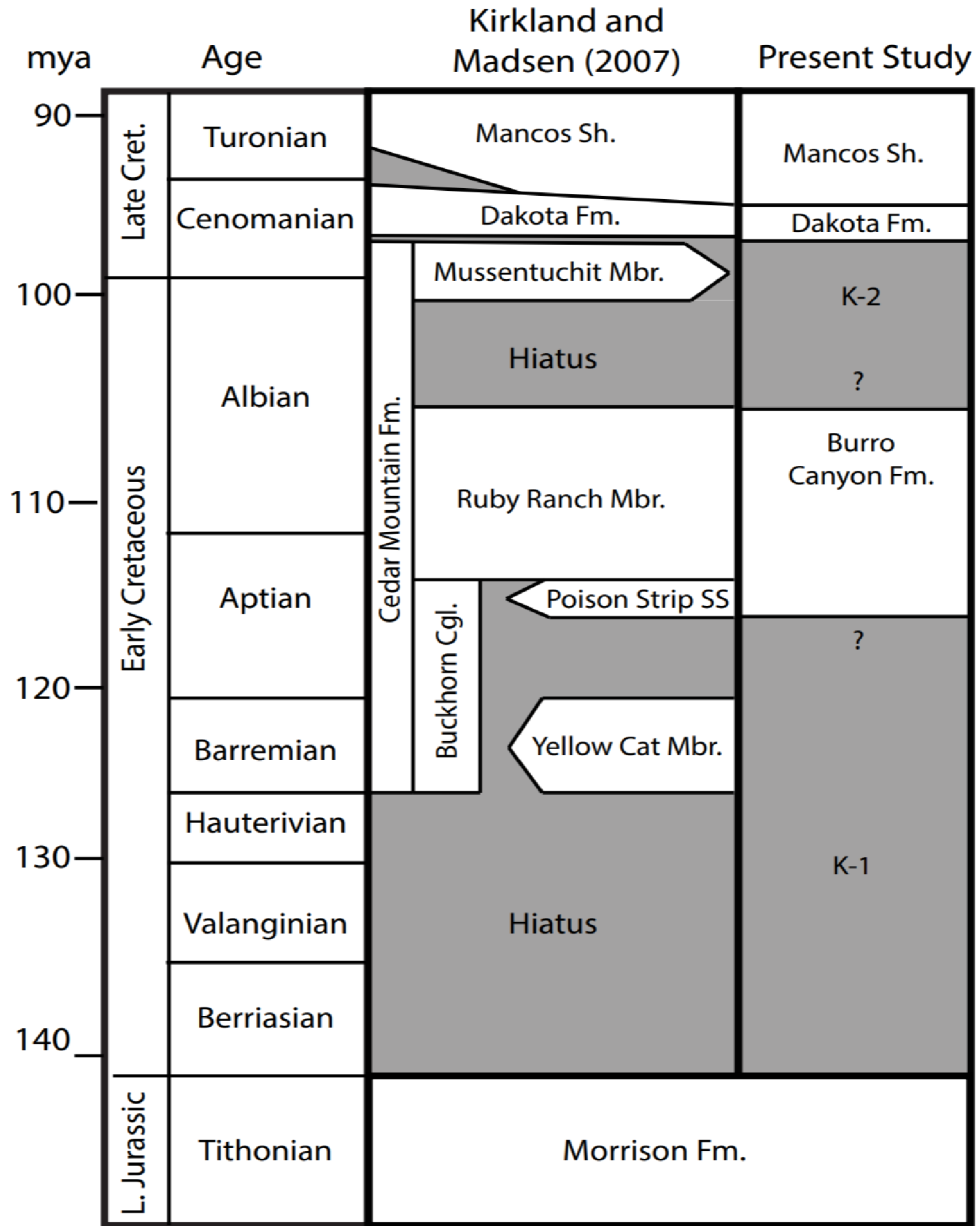 Kirkland and
Madsen (2007)
mya
Age
Present Study
90
Late Cret.
Turonian
Mancos Sh.
Mancos Sh.
Cenomanian
Dakota Fm.
Dakota Fm.
100
Mussentuchit Mbr.
K-2
Hiatus
?
Early Cretaceous
Albian
Cedar Mountain Fm.
Burro
Canyon Fm.
110
Ruby Ranch Mbr.
Aptian
Buckhorn Cgl.
Poison Strip SS
?
120
Barremian
Yellow Cat Mbr.
Hauterivian
130
K-1
Valanginian
Hiatus
Berriasian
140
L. Jurassic
Tithonian
Morrison Fm.